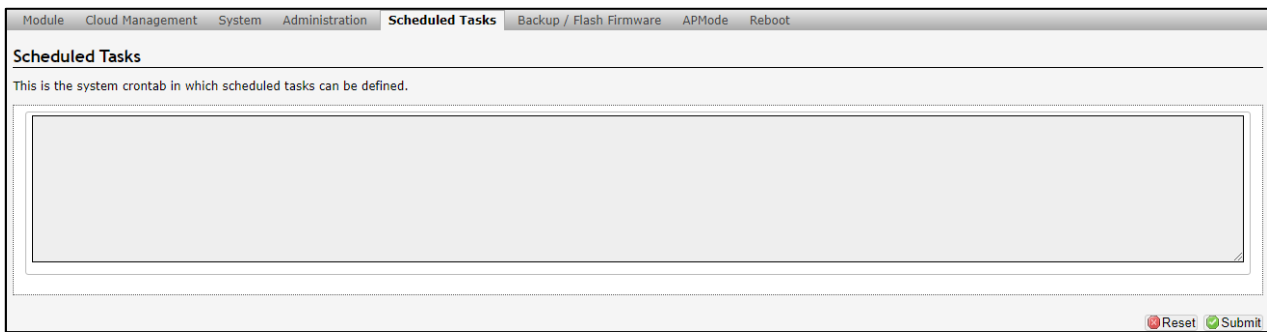 Module Cloud Management System Administration Scheduled Tasks Backup / Flash Firmware APMode Reboot
Scheduled Tasks
This is the system crontab in which scheduled tasks can be defined.
Reset Submit